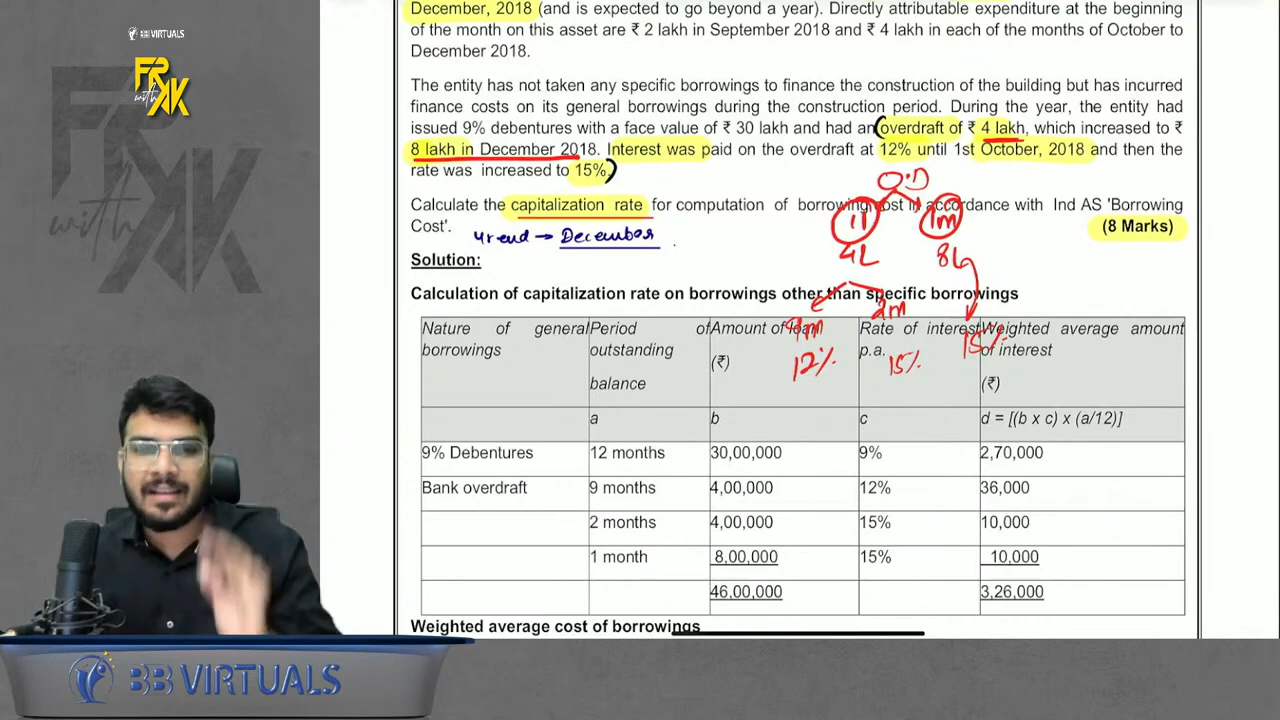 BB VIRTUALS
FR
with
KK
FR
with
KK
December, 2018 (and is expected to go beyond a year). Directly attributable expenditure at the beginning
of the month on this asset are ₹ 2 lakh in September 2018 and ₹ 4 lakh in each of the months of October to
December 2018.
The entity has not taken any specific borrowings to finance the construction of the building but has incurred
finance costs on its general borrowings during the construction period. During the year, the entity had
issued 9% debentures with a face value of ₹ 30 lakh and had an overdraft of ₹ 4 lakh, which increased to ₹
8 lakh in December 2018. Interest was paid on the overdraft at 12% until 1st October, 2018 and then the
rate was increased to 15%.
O.D
Calculate the capitalization rate for computation of borrowing cost in accordance with Ind AS 'Borrowing
Cost'. (8 Marks)
11 1m
yr end → December
4L 8L
Solution:
Calculation of capitalization rate on borrowings other than specific borrowings
9m 2m
12% 15% 15%
Nature of general borrowings Period of outstanding balance Amount of loan (₹) Rate of interest p.a. Weighted average amount of interest (₹)
a b c d = [(b x c) x (a/12)]
9% Debentures 12 months 30,00,000 9% 2,70,000
Bank overdraft 9 months 4,00,000 12% 36,000
2 months 4,00,000 15% 10,000
1 month 8,00,000 15% 10,000
46,00,000 3,26,000
Weighted average cost of borrowings
BB VIRTUALS